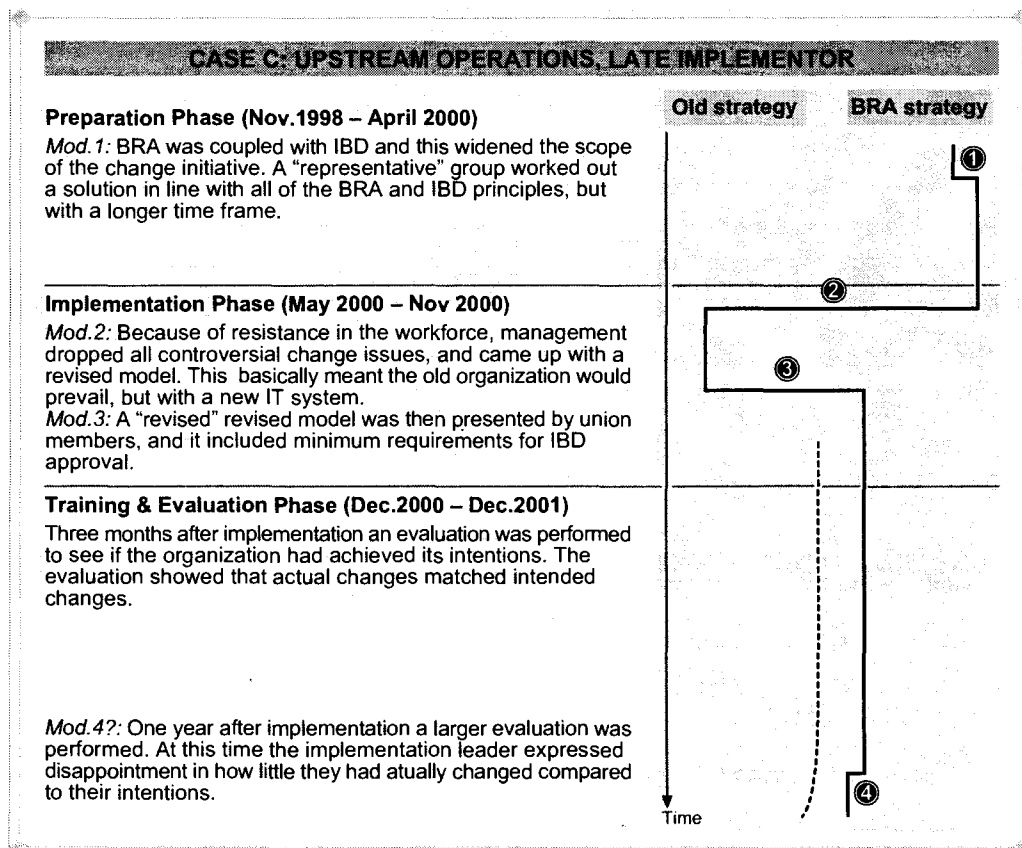 CASE C: UPSTREAM OPERATIONS, LATE IMPLEMENTOR
Old strategy
BRA strategy
Preparation Phase (Nov.1998 – April 2000)
Mod.1: BRA was coupled with IBD and this widened the scope
of the change initiative. A “representative” group worked out
a solution in line with all of the BRA and IBD principles, but
with a longer time frame.
1
2
Implementation Phase (May 2000 – Nov 2000)
Mod.2: Because of resistance in the workforce, management
dropped all controversial change issues, and came up with a
revised model. This basically meant the old organization would
prevail, but with a new IT system.
Mod.3: A “revised” revised model was then presented by union
members, and it included minimum requirements for IBD
approval.
3
Training & Evaluation Phase (Dec.2000 – Dec.2001)
Three months after implementation an evaluation was performed
to see if the organization had achieved its intentions. The
evaluation showed that actual changes matched intended
changes.
Mod.4?: One year after implementation a larger evaluation was
performed. At this time the implementation leader expressed
disappointment in how little they had atually changed compared
to their intentions.
4
Time